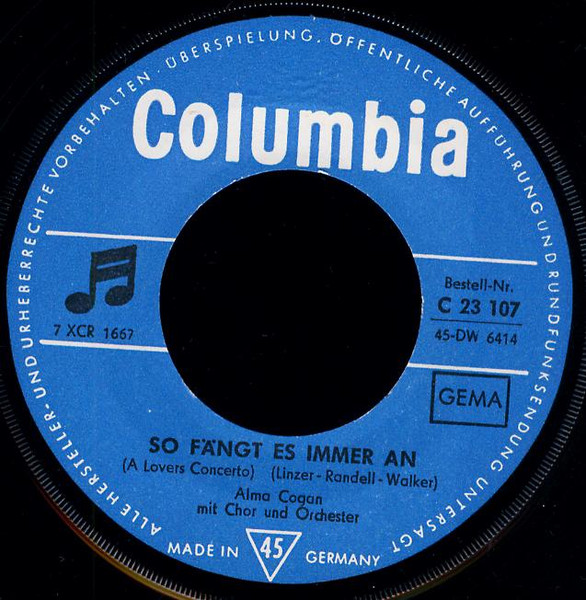 ALLE HERSTELLER- UND URHEBERRECHTE VORBEHALTEN · ÜBERSPIELUNG, ÖFFENTLICHE AUFFÜHRUNG UND RUNDFUNKSENDUNG UNTERSAGT
Columbia
7 XCR 1667
Bestell-Nr.
C 23 107
45-DW 6414
GEMA
SO FÄNGT ES IMMER AN
(A Lovers Concerto) (Linzer-Randell-Walker)
Alma Cogan
mit Chor und Orchester
MADE IN 45 GERMANY